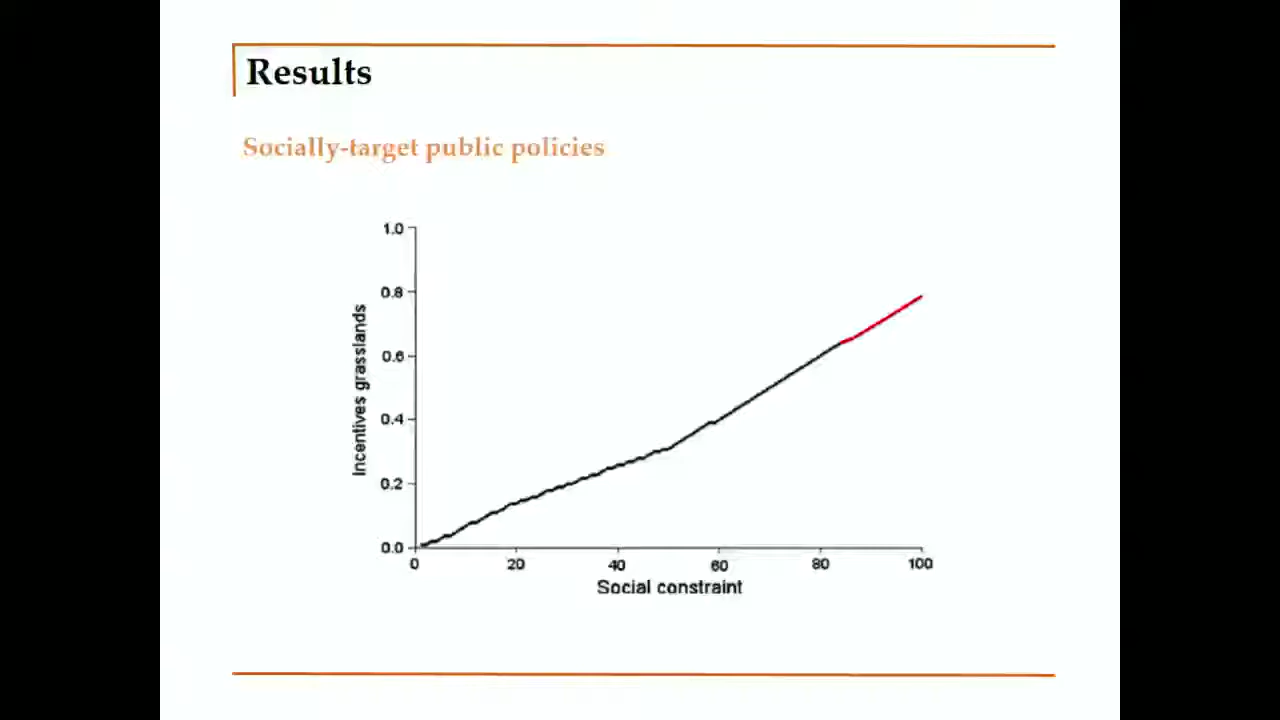 Results
Socially-target public policies
1.0
0.8
0.6
0.4
0.2
0.0
Incentives grasslands
0 20 40 60 80 100
Social constraint